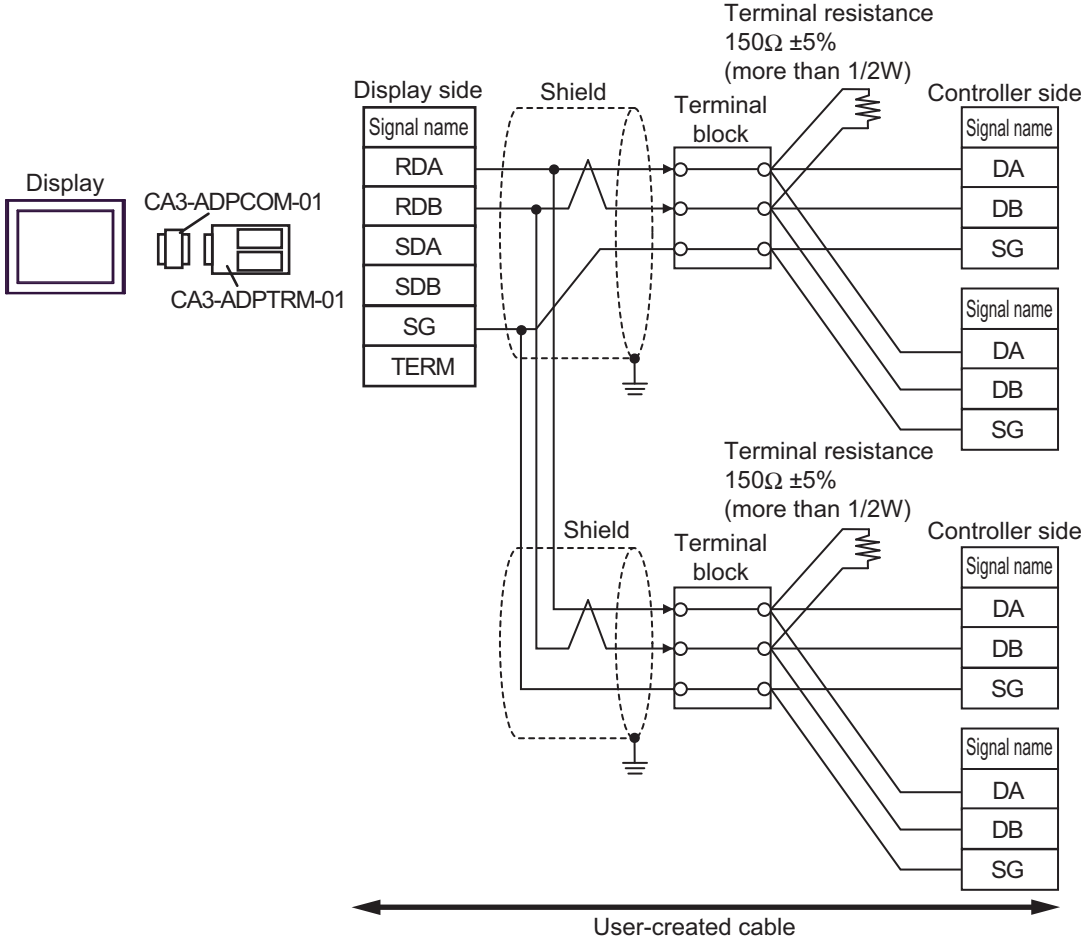 Terminal resistance
150Ω ±5%
(more than 1/2W)
Display side
Shield
Terminal
block
Controller side
Signal name
RDA
RDB
SDA
SDB
SG
TERM
Display
CA3-ADPCOM-01
CA3-ADPTRM-01
Signal name
DA
DB
SG
Signal name
DA
DB
SG
Terminal resistance
150Ω ±5%
(more than 1/2W)
Shield
Terminal
block
Controller side
Signal name
DA
DB
SG
Signal name
DA
DB
SG
User-created cable